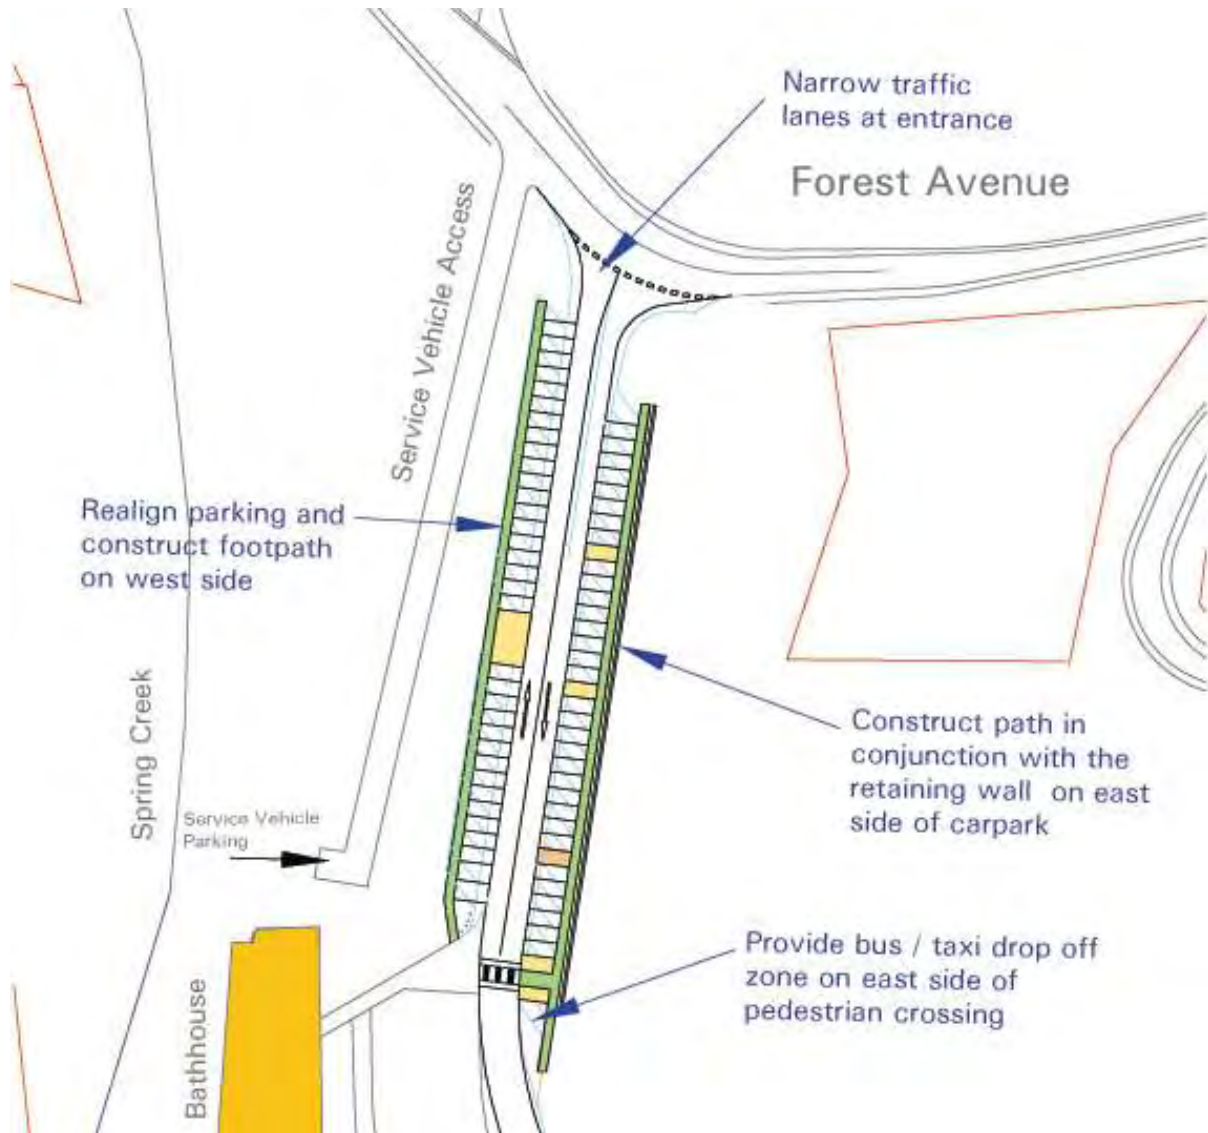 Narrow traffic
lanes at entrance
Forest Avenue
Service Vehicle Access
Realign parking and
construct footpath
on west side
Spring Creek
Construct path in
conjunction with the
retaining wall on east
side of carpark
Service Vehicle
Parking
Provide bus / taxi drop off
zone on east side of
pedestrian crossing
Bathhouse